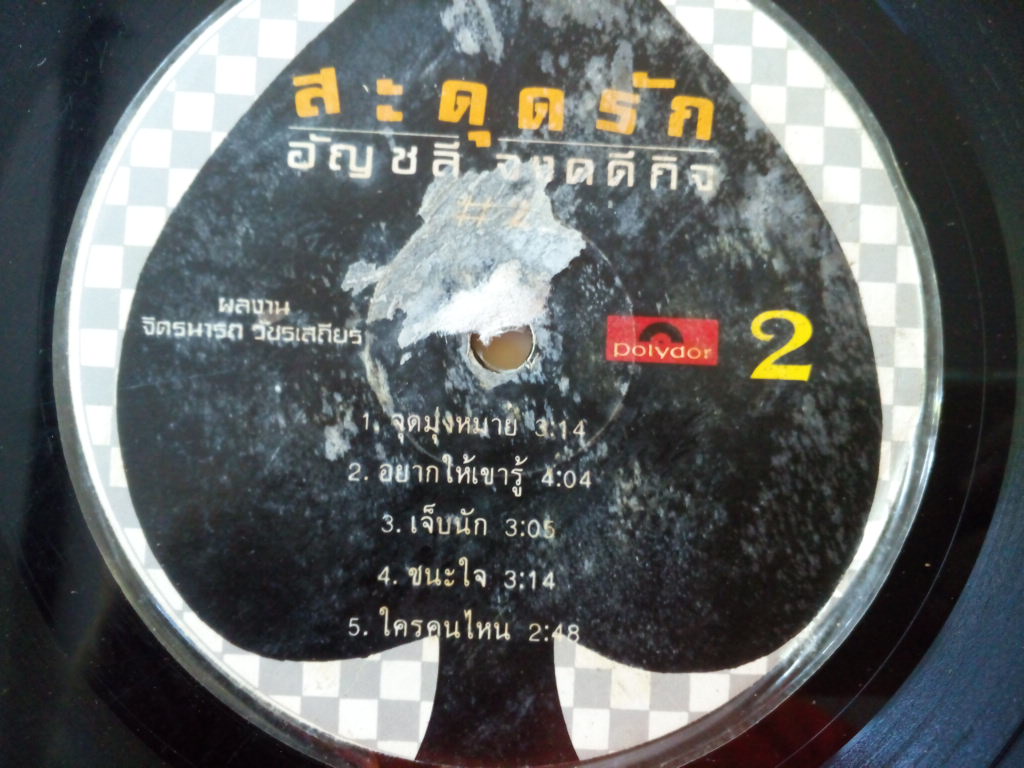 สะดุดรัก
อัญชลี จงคดีกิจ
#2
ผลงาน
จิตรนารถ วัชรเสถียร
polydor
2
1. จุดมุ่งหมาย 3:14
2. อยากให้เขารู้ 4:04
3. เจ็บนัก 3:05
4. ชนะใจ 3:14
5. ใครคนไหน 2:48